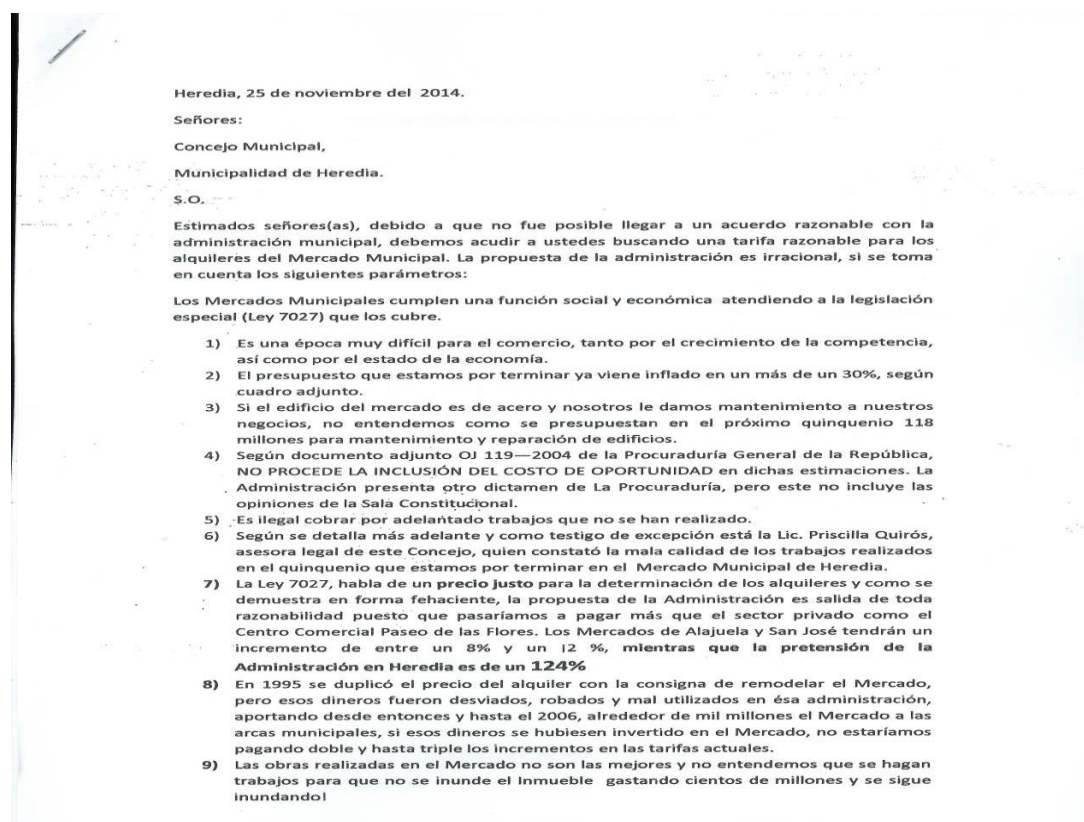 Heredia, 25 de noviembre del  2014.
Señores:
Concejo Municipal,
Municipalidad de Heredia.
S.O.
Estimados señores(as), debido a que no fue posible llegar a un acuerdo razonable con la
administración municipal, debemos acudir a ustedes buscando una tarifa razonable para los
alquileres del Mercado Municipal. La propuesta de la administración es irracional, si se toma
en cuenta los siguientes parámetros:
Los Mercados Municipales cumplen una función social y económica  atendiendo a la legislación
especial (Ley 7027) que los cubre.
1) Es una época muy difícil para el comercio, tanto por el crecimiento de la competencia,
así como por el estado de la economía.
2) El presupuesto que estamos por terminar ya viene inflado en un más de un 30%, según
cuadro adjunto.
3) Si el edificio del mercado es de acero y nosotros le damos mantenimiento a nuestros
negocios, no entendemos como se presupuestan en el próximo quinquenio 118
millones para mantenimiento y reparación de edificios.
4) Según documento adjunto OJ 119—2004 de la Procuraduría General de la República,
NO PROCEDE LA INCLUSIÓN DEL COSTO DE OPORTUNIDAD en dichas estimaciones. La
Administración presenta otro dictamen de La Procuraduría, pero este no incluye las
opiniones de la Sala Constitucional.
5) Es ilegal cobrar por adelantado trabajos que no se han realizado.
6) Según se detalla más adelante y como testigo de excepción está la Lic. Priscilla Quirós,
asesora legal de este Concejo, quien constató la mala calidad de los trabajos realizados
en el quinquenio que estamos por terminar en el  Mercado Municipal de Heredia.
7) La Ley 7027, habla de un precio justo para la determinación de los alquileres y como se
demuestra en forma fehaciente, la propuesta de la Administración es salida de toda
razonabilidad puesto que pasaríamos a pagar más que el sector privado como el
Centro Comercial Paseo de las Flores. Los Mercados de Alajuela y San José tendrán un
incremento de entre un 8% y un |2 %, mientras que la pretensión de la
Administración en Heredia es de un 124%
8) En 1995 se duplicó el precio del alquiler con la consigna de remodelar el Mercado,
pero esos dineros fueron desviados, robados y mal utilizados en ésa administración,
aportando desde entonces y hasta el 2006, alrededor de mil millones el Mercado a las
arcas municipales, si esos dineros se hubiesen invertido en el Mercado, no estaríamos
pagando doble y hasta triple los incrementos en las tarifas actuales.
9) Las obras realizadas en el Mercado no son las mejores y no entendemos que se hagan
trabajos para que no se inunde el Inmueble  gastando cientos de millones y se sigue
inundando!